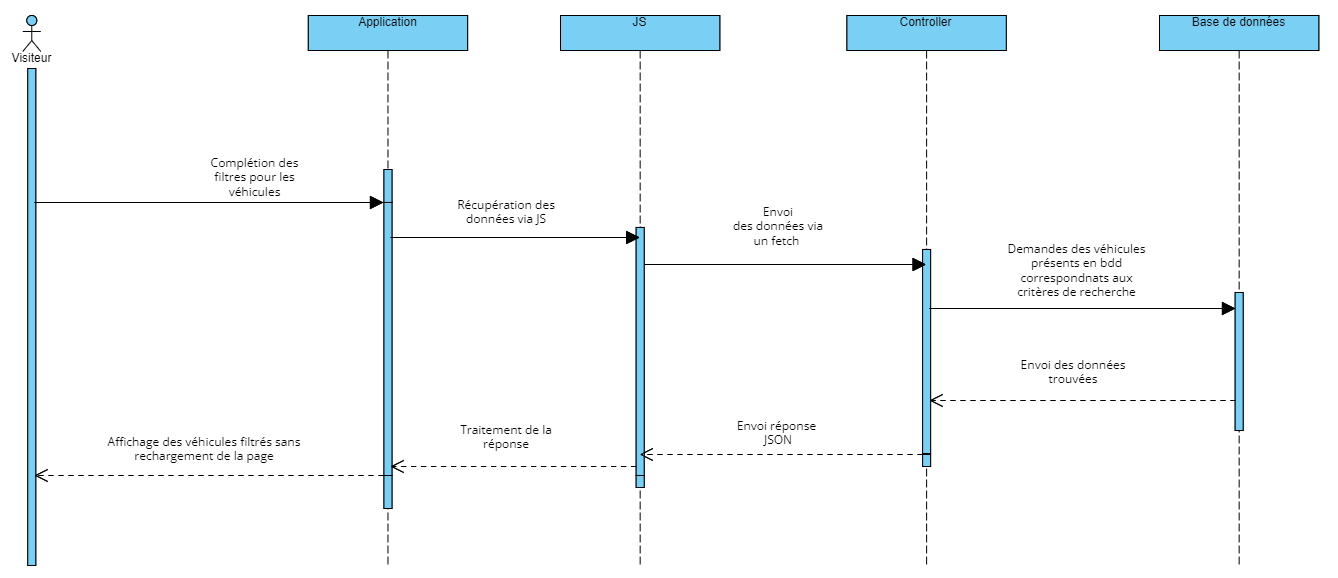 Visiteur
Application
JS
Controller
Base de données
Complétion des
filtres pour les
véhicules
Récupération des
données via JS
Envoi
des données via
un fetch
Demandes des véhicules
présents en bdd
correspondnats aux
critères de recherche
Envoi des données
trouvées
Envoi réponse
JSON
Traitement de la
réponse
Affichage des véhicules filtrés sans
rechargement de la page